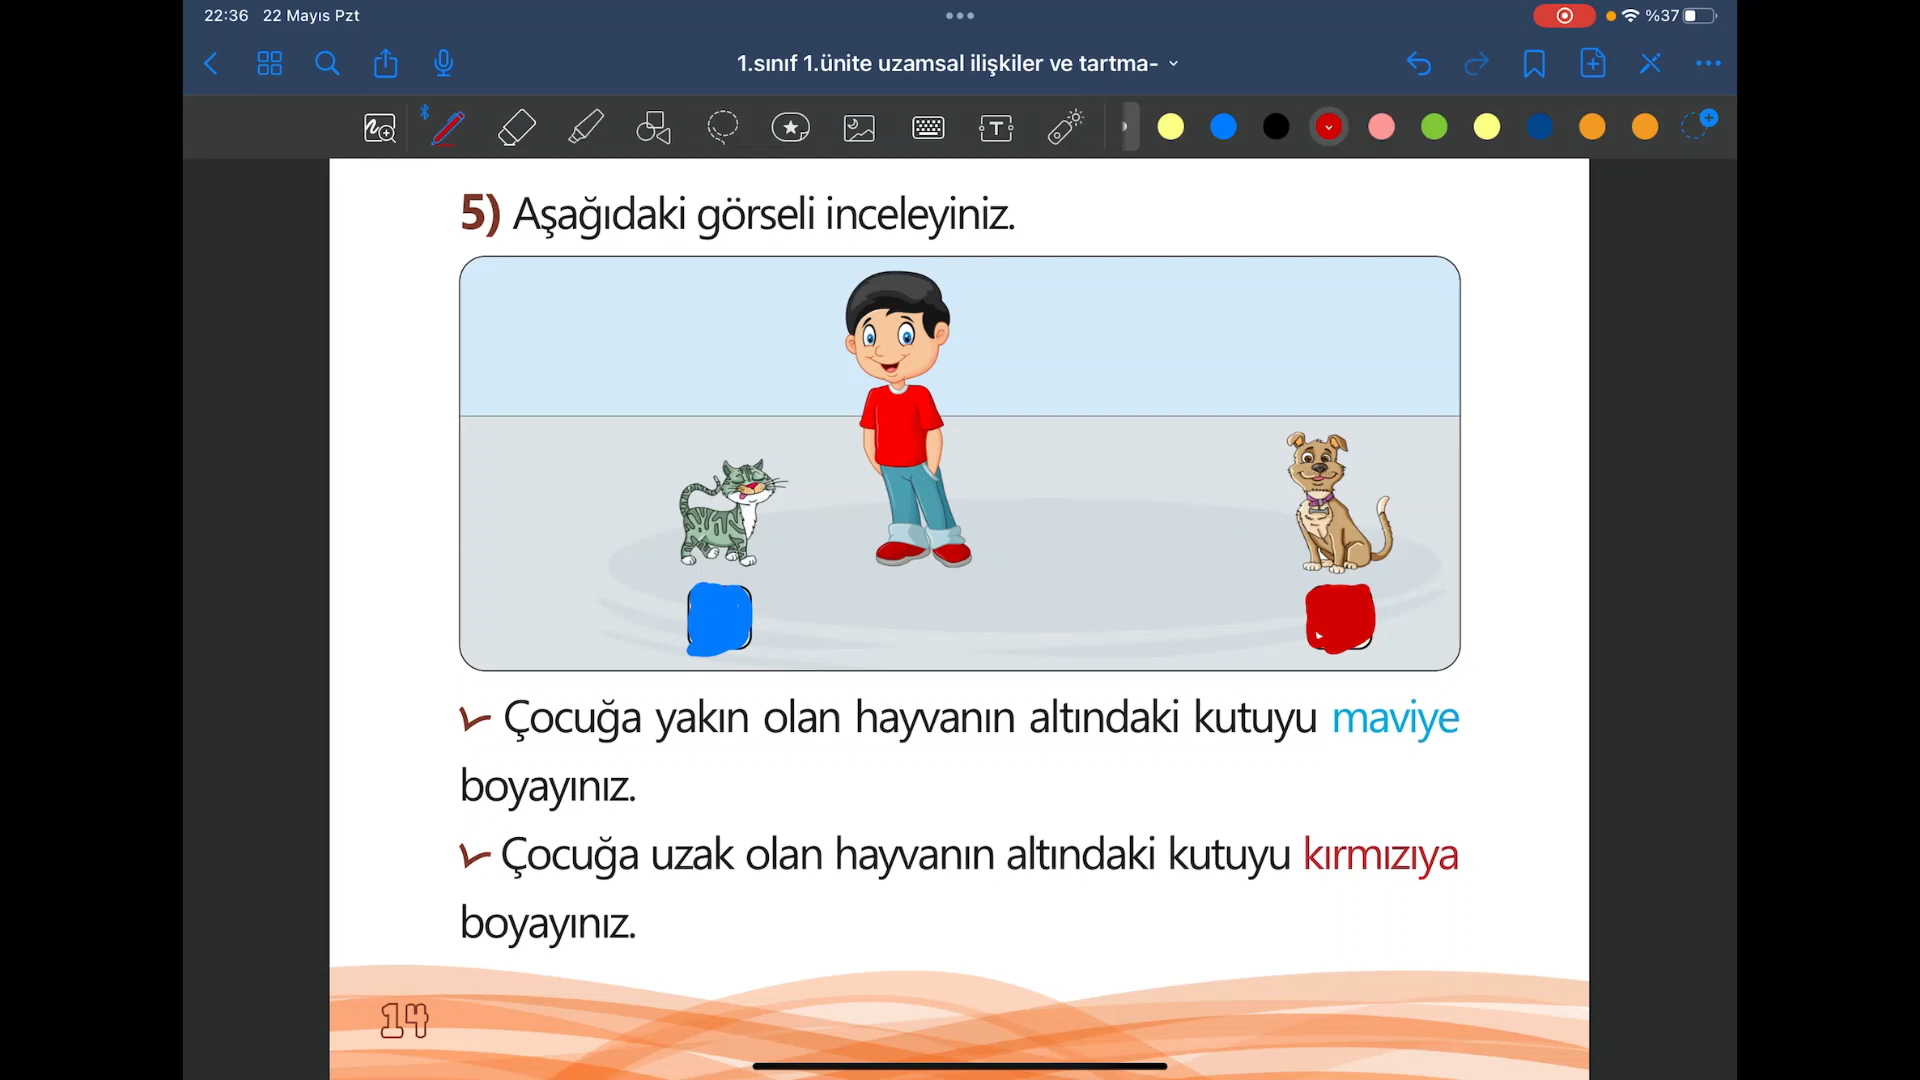 22:36 22 Mayıs Pzt
%37
1.sınıf 1.ünite uzamsal ilişkiler ve tartma-
T
5) Aşağıdaki görseli inceleyiniz.
Çocuğa yakın olan hayvanın altındaki kutuyu maviye
boyayınız.
Çocuğa uzak olan hayvanın altındaki kutuyu kırmızıya
boyayınız.
14